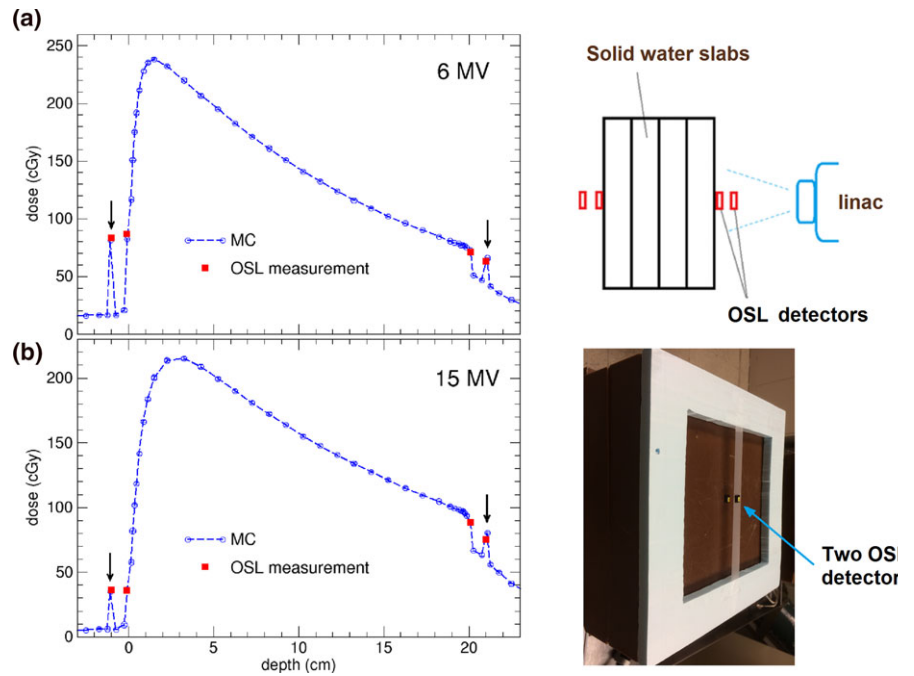 (a)
250
200
150
100
50
0
dose (cGy)
6 MV
MC
OSL measurement
Solid water slabs
linac
OSL detectors
(b)
200
150
100
50
0
dose (cGy)
15 MV
MC
OSL measurement
0 5 10 15 20
depth (cm)
Two OSL
detector